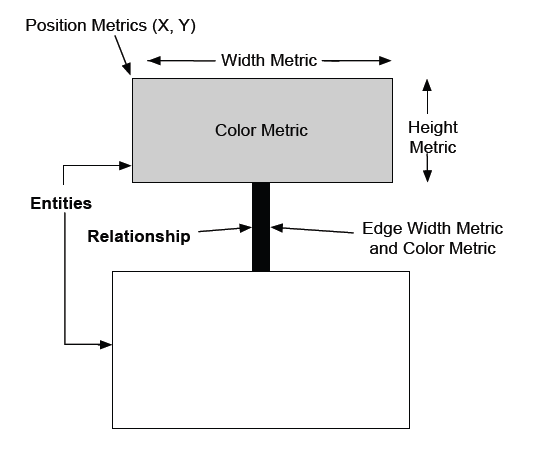 Position Metrics (X, Y)
Width Metric
Color Metric
Height
Metric
Entities
Relationship
Edge Width Metric
and Color Metric